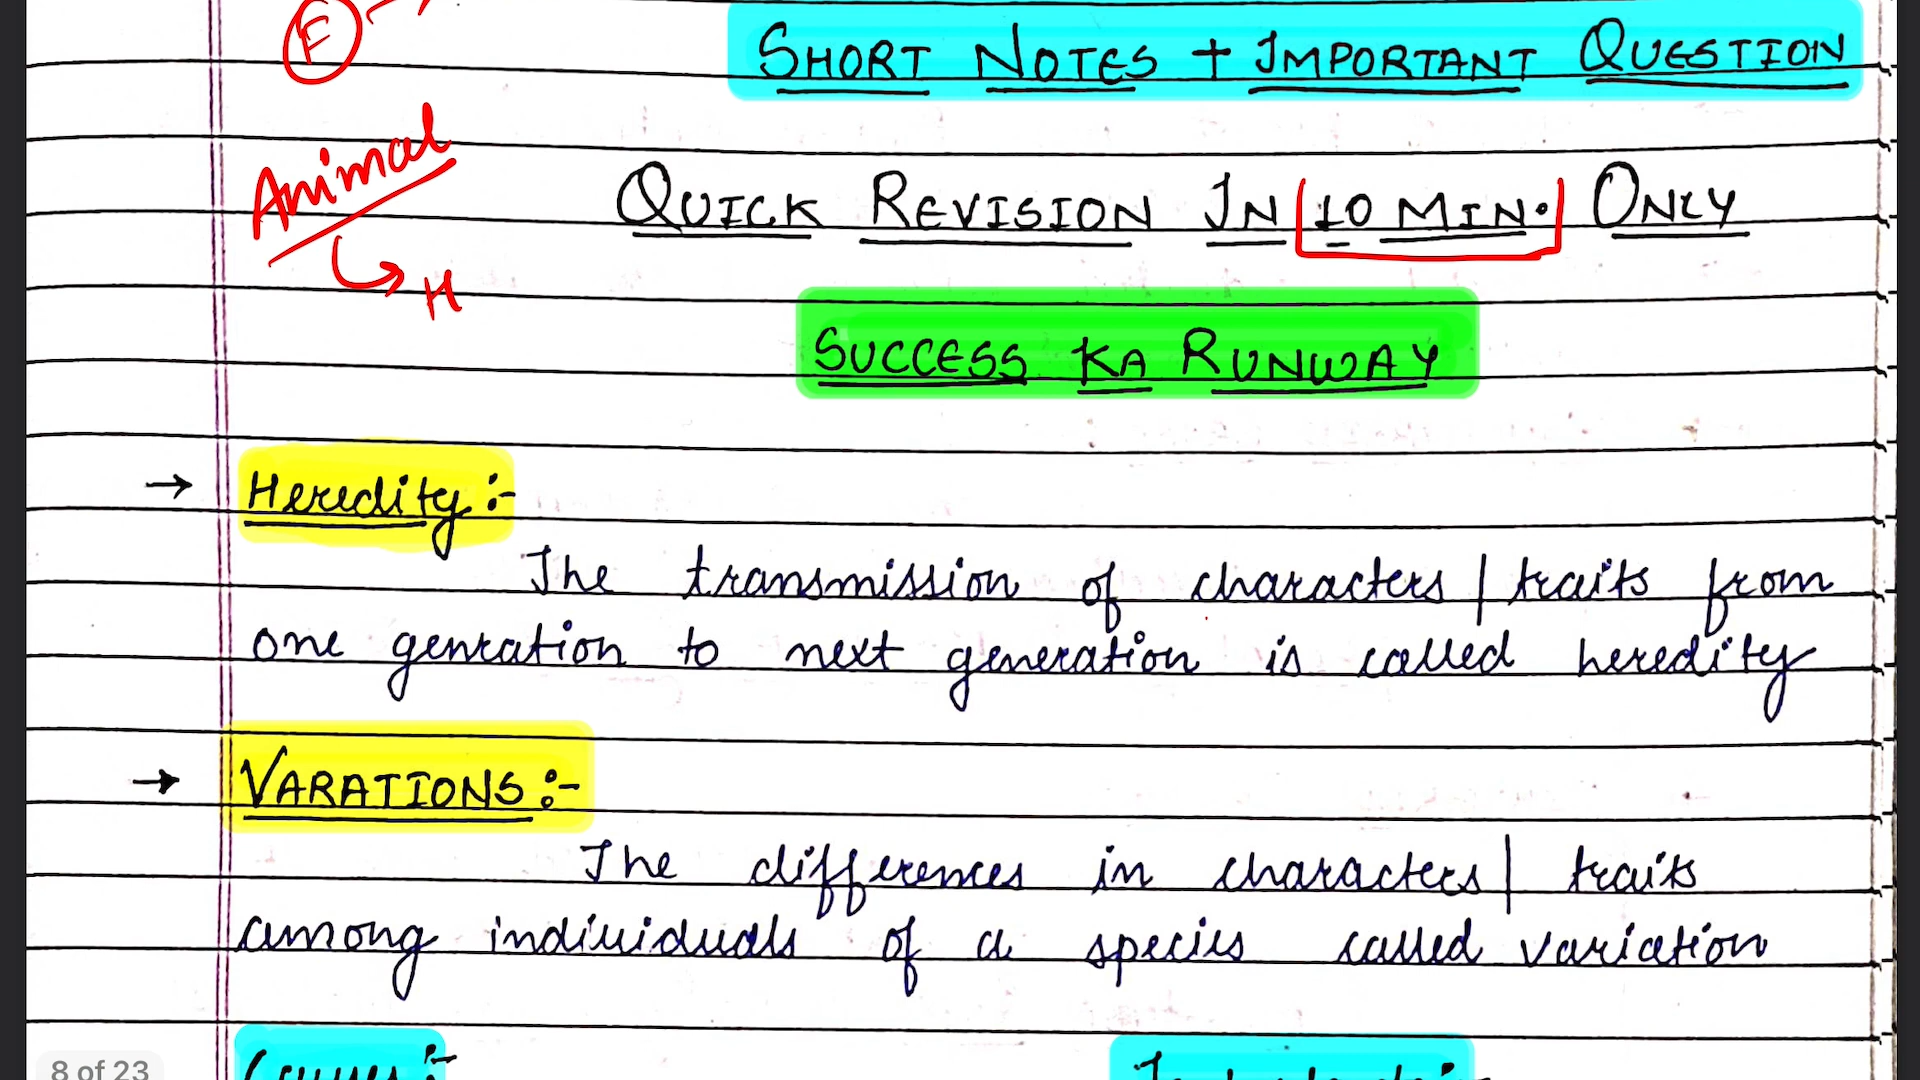 E
SHORT NOTES + IMPORTANT QUESTION
Animal
H
QUICK REVISION IN 10 MIN. ONLY
SUCCESS KA RUNWAY
→ Heredity :-
The transmission of characters | traits from
one genration to next generation is called heredity
→ VARATIONS :-
The differences in characters | traits
among individuals of a species called variation
8 of 23